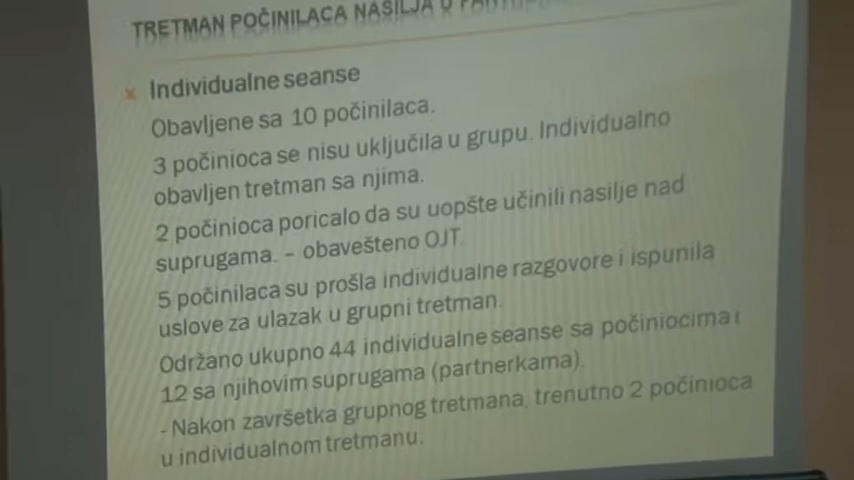 TRETMAN POČINILACA NASILJA U
Individualne seanse
Obavljene sa 10 počinilaca.
3 počinioca se nisu uključila u grupu. Individualno
obavljen tretman sa njima.
2 počinioca poricalo da su uopšte učinili nasilje nad
suprugama. – obavešteno OJT.
5 počinilaca su prošla individualne razgovore i ispunila
uslove za ulazak u grupni tretman.
Održano ukupno 44 individualne seanse sa počiniocima i
12 sa njihovim suprugama (partnerkama).
- Nakon završetka grupnog tretmana, trenutno 2 počinioca
u individualnom tretmanu.